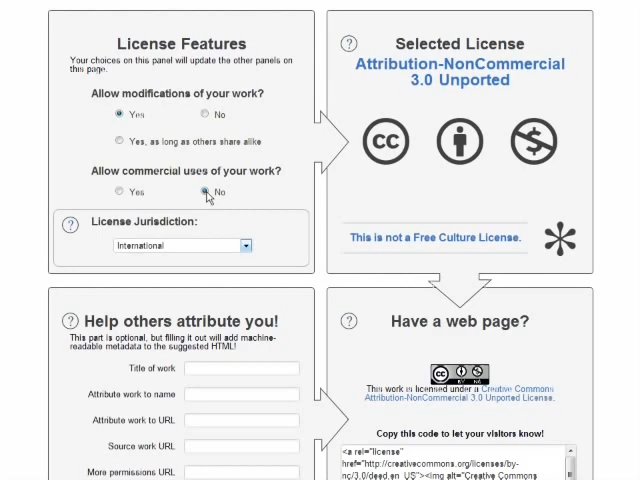 License Features
Your choices on this panel will update the other panels on
this page.
Allow modifications of your work?
Yes
No
Yes, as long as others share alike
Allow commercial uses of your work?
Yes
No
? License Jurisdiction:
International
? Selected License
Attribution-NonCommercial
3.0 Unported
cc
$
This is not a Free Culture License.
? Help others attribute you!
This part is optional, but filling it out will add machine-
readable metadata to the suggested HTML!
Title of work
Attribute work to name
Attribute work to URL
Source work URL
More permissions URL
? Have a web page?
cc $
BY NC
This work is licensed under a Creative Commons
Attribution-NonCommercial 3.0 Unported License.
Copy this code to let your visitors know!
<a rel="license"
href="http://creativecommons.org/licenses/by-
nc/3.0/deed.en_US"><img alt="Creative Commons